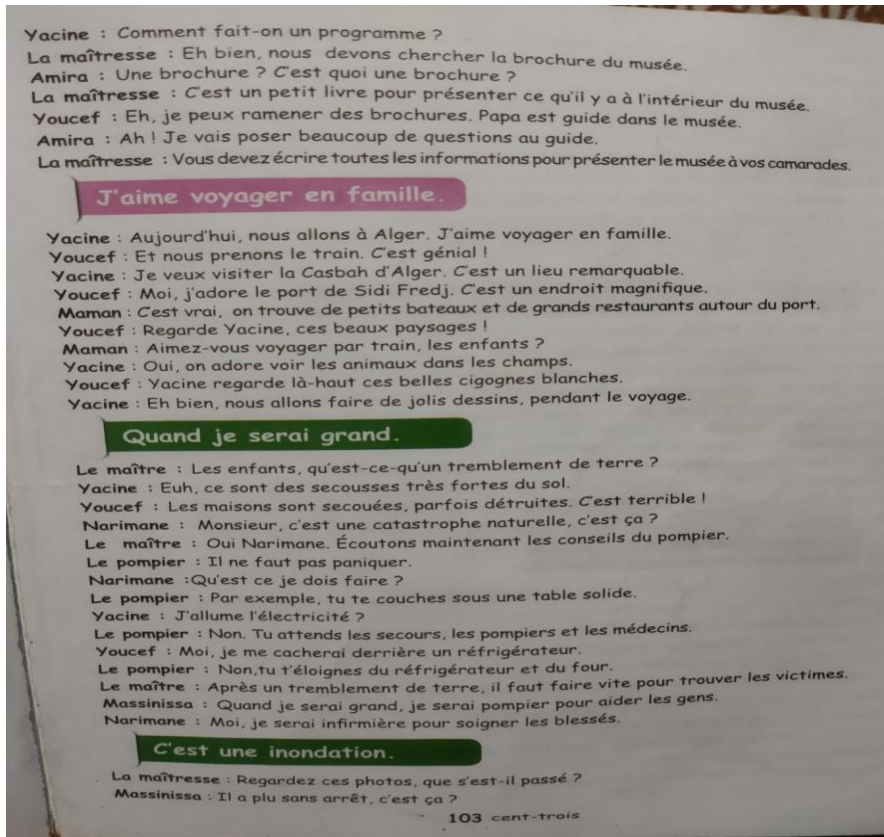 Yacine : Comment fait-on un programme ?
La maîtresse : Eh bien, nous devons chercher la brochure du musée.
Amira : Une brochure ? C'est quoi une brochure ?
La maîtresse : C'est un petit livre pour présenter ce qu'il y a à l'intérieur du musée.
Youcef : Eh, je peux ramener des brochures. Papa est guide dans le musée.
Amira : Ah ! Je vais poser beaucoup de questions au guide.
La maîtresse : Vous devez écrire toutes les informations pour présenter le musée à vos camarades.
J'aime voyager en famille.
Yacine : Aujourd'hui, nous allons à Alger. J'aime voyager en famille.
Youcef : Et nous prenons le train. C'est génial !
Yacine : Je veux visiter la Casbah d'Alger. C'est un lieu remarquable.
Youcef : Moi, j'adore le port de Sidi Fredj. C'est un endroit magnifique.
Maman : C'est vrai, on trouve de petits bateaux et de grands restaurants autour du port.
Youcef : Regarde Yacine, ces beaux paysages !
Maman : Aimez-vous voyager par train, les enfants ?
Yacine : Oui, on adore voir les animaux dans les champs.
Youcef : Yacine regarde là-haut ces belles cigognes blanches.
Yacine : Eh bien, nous allons faire de jolis dessins, pendant le voyage.
Quand je serai grand.
Le maître : Les enfants, qu'est-ce-qu'un tremblement de terre ?
Yacine : Euh, ce sont des secousses très fortes du sol.
Youcef : Les maisons sont secouées, parfois détruites. C'est terrible !
Narimane : Monsieur, c'est une catastrophe naturelle, c'est ça ?
Le maître : Oui Narimane. Écoutons maintenant les conseils du pompier.
Le pompier : Il ne faut pas paniquer.
Narimane :Qu'est ce je dois faire ?
Le pompier : Par exemple, tu te couches sous une table solide.
Yacine : J'allume l'électricité ?
Le pompier : Non. Tu attends les secours, les pompiers et les médecins.
Youcef : Moi, je me cacherai derrière un réfrigérateur.
Le pompier : Non,tu t'éloignes du réfrigérateur et du four.
Le maître : Après un tremblement de terre, il faut faire vite pour trouver les victimes.
Massinissa : Quand je serai grand, je serai pompier pour aider les gens.
Narimane : Moi, je serai infirmière pour soigner les blessés.
C'est une inondation.
La maîtresse : Regardez ces photos, que s'est-il passé ?
Massinissa : Il a plu sans arrêt, c'est ça ?
103 cent-trois